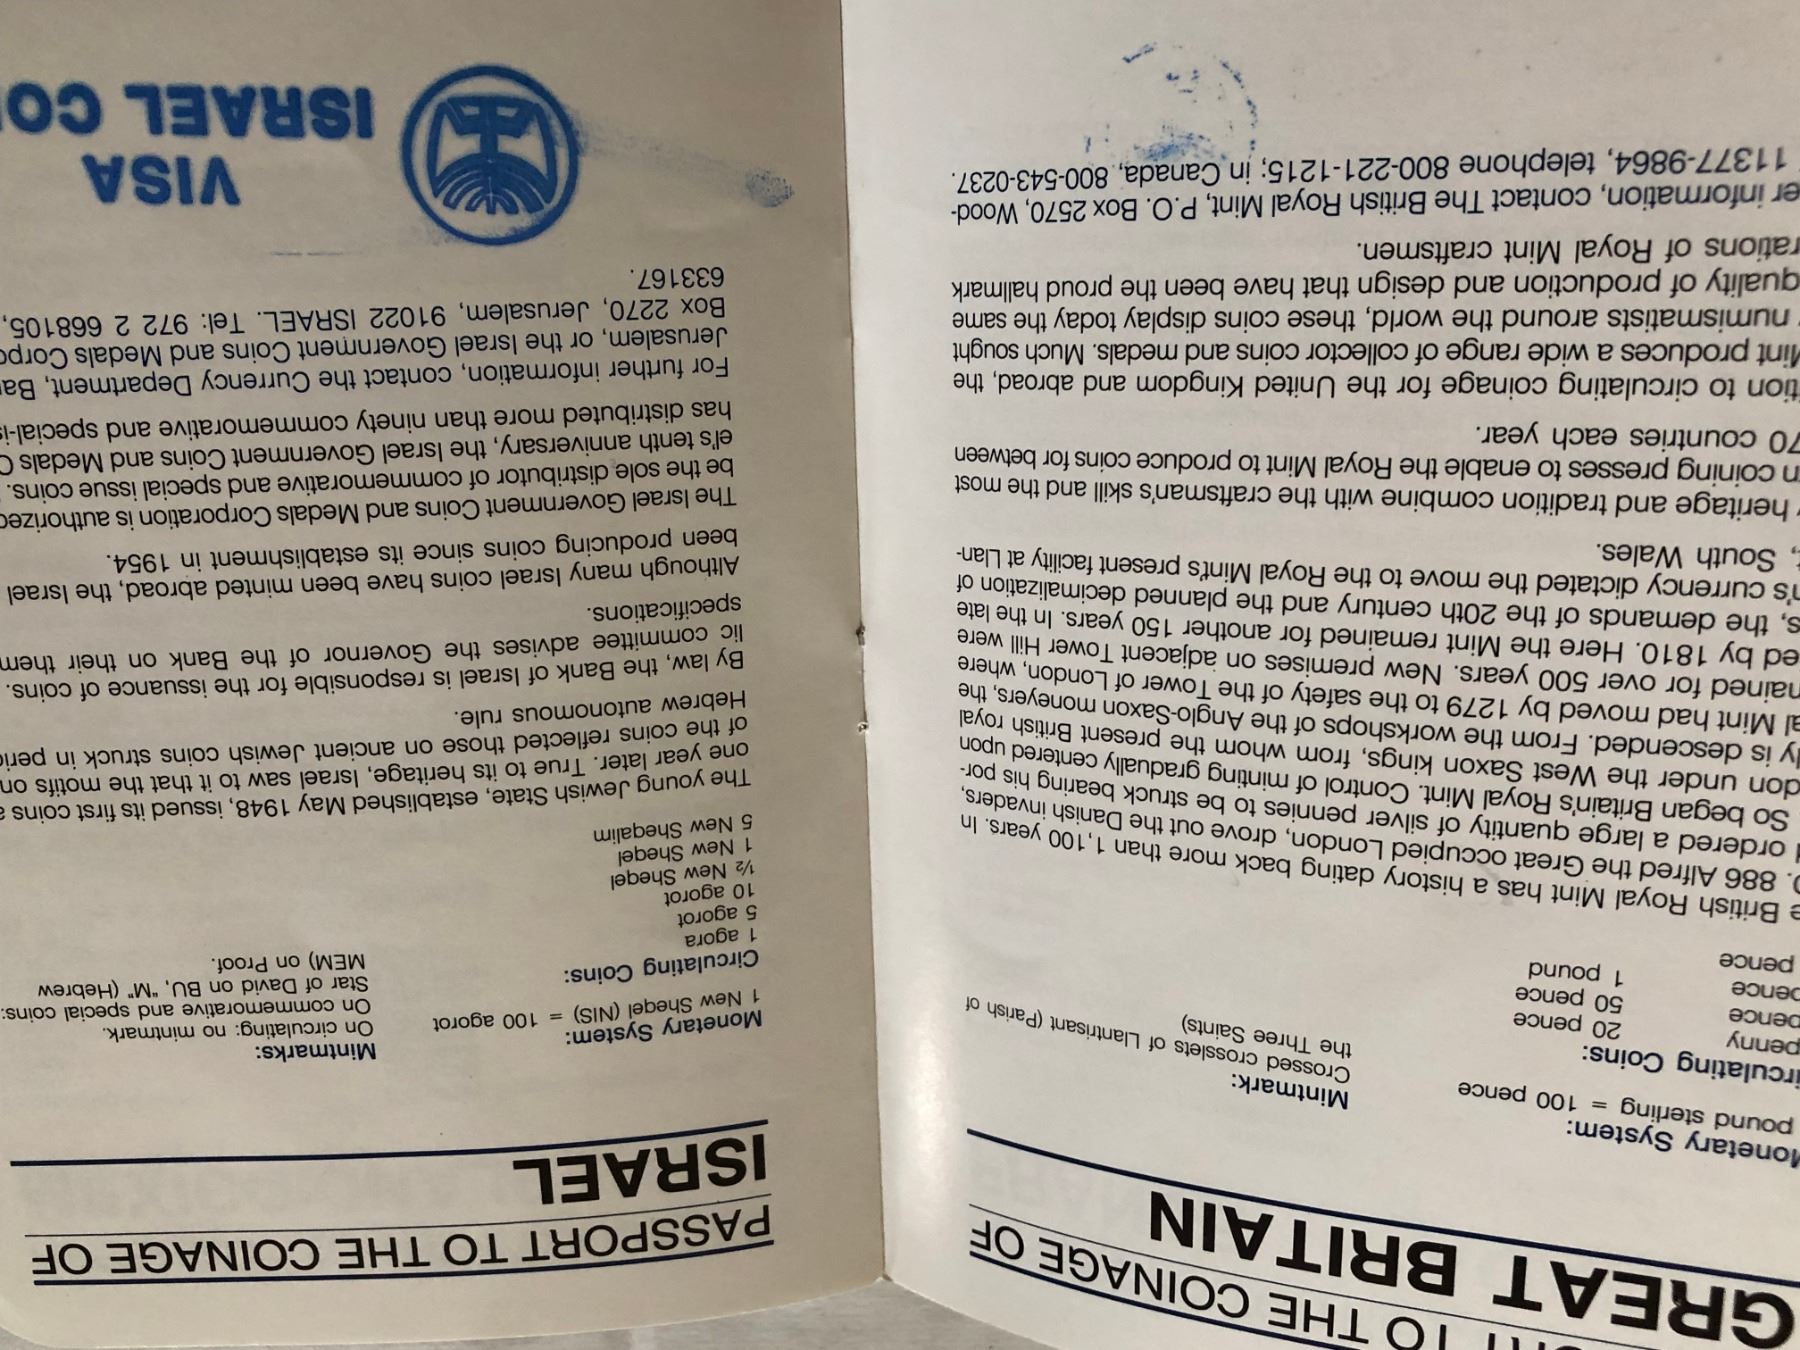 RT TO THE COINAGE OF
GREAT BRITAIN
Monetary System:
pound sterling = 100 pence
Circulating Coins:
penny 20 pence
pence 50 pence
pence 1 pound
pence
Mintmark:
Crossed crosslets of Llantrisant (Parish of
the Three Saints)
e British Royal Mint has a history dating back more than 1,100 years. In
D. 886 Alfred the Great occupied London, drove out the Danish invaders,
d ordered a large quantity of silver pennies to be struck bearing his por-
So began Britain's Royal Mint. Control of minting gradually centered upon
don under the West Saxon kings, from whom the present British royal
ly is descended. From the workshops of the Anglo-Saxon moneyers, the
al Mint had moved by 1279 to the safety of the Tower of London, where
mained for over 500 years. New premises on adjacent Tower Hill were
ed by 1810. Here the Mint remained for another 150 years. In the late
s, the demands of the 20th century and the planned decimalization of
n's currency dictated the move to the Royal Mint's present facility at Llan-
t, South Wales.
heritage and tradition combine with the craftsman's skill and the most
n coining presses to enable the Royal Mint to produce coins for between
70 countries each year.
tion to circulating coinage for the United Kingdom and abroad, the
Mint produces a wide range of collector coins and medals. Much sought
numismatists around the world, these coins display today the same
quality of production and design that have been the proud hallmark
rations of Royal Mint craftsmen.
er information, contact The British Royal Mint, P.O. Box 2570, Wood-
11377-9864, telephone 800-221-1215; in Canada, 800-543-0237.
PASSPORT TO THE COINAGE OF
ISRAEL
Monetary System:
1 New Sheqel (NIS) = 100 agorot
Circulating Coins:
1 agora
5 agorot
10 agorot
½ New Sheqel
1 New Sheqel
5 New Sheqalim
Mintmarks:
On circulating: no mintmark.
On commemorative and special coins:
Star of David on BU, "M" (Hebrew
MEM) on Proof.
The young Jewish State, established May 1948, issued its first coins a
one year later. True to its heritage, Israel saw to it that the motifs on
of the coins reflected those on ancient Jewish coins struck in perio
Hebrew autonomous rule.
By law, the Bank of Israel is responsible for the issuance of coins.
lic committee advises the Governor of the Bank on their them
specifications.
Although many Israel coins have been minted abroad, the Israel
been producing coins since its establishment in 1954.
The Israel Government Coins and Medals Corporation is authorized
be the sole distributor of commemorative and special issue coins.
el's tenth anniversary, the Israel Government Coins and Medals C
has distributed more than ninety commemorative and special-i
For further information, contact the Currency Department, Ban
Jerusalem, or the Israel Government Coins and Medals Corpo
Box 2270, Jerusalem, 91022 ISRAEL. Tel: 972 2 668105,
633167.
VISA
ISRAEL COI